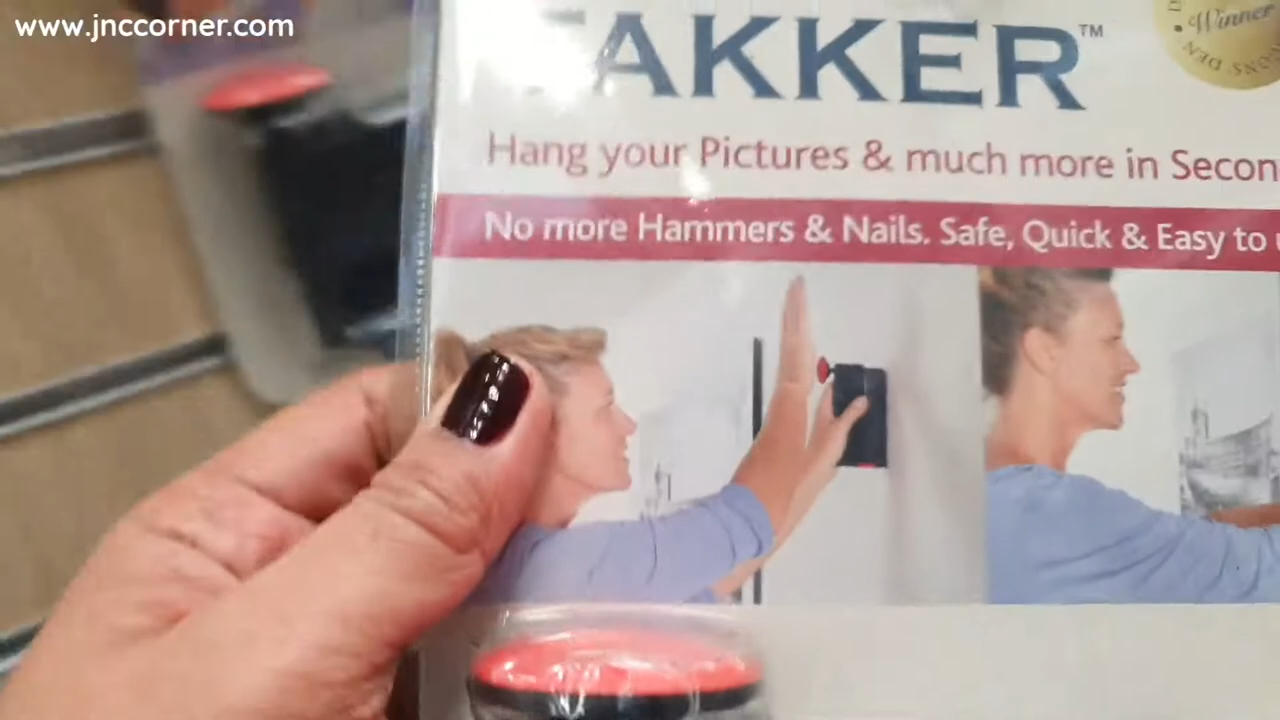 www.jnccorner.com
TAKKER™
Winner
Hang your Pictures & much more in Secon
No more Hammers & Nails. Safe, Quick & Easy to u